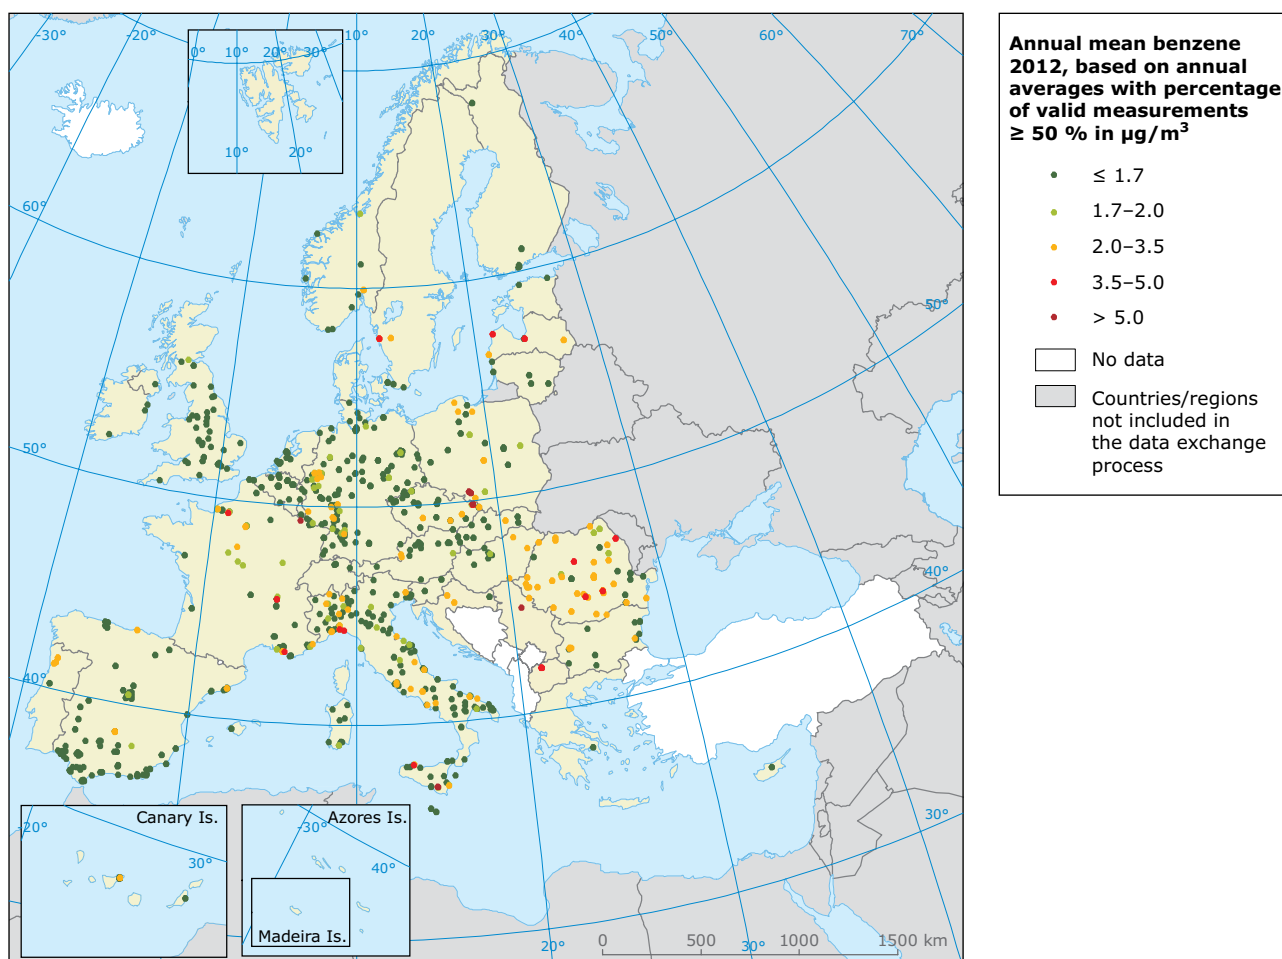 -30°
-20°
10°
20°
30°
40°
50°
60°
70°
0°
10°
20°
30°
10°
20°
60°
50°
40°
50°
40°
30°
20°
30°
Canary Is.
-20°
30°
Azores Is.
-30°
40°
Madeira Is.
0
500
1000
1500 km
Annual mean benzene
2012, based on annual
averages with percentage
of valid measurements
≥ 50 % in µg/m³
≤ 1.7
1.7–2.0
2.0–3.5
3.5–5.0
> 5.0
No data
Countries/regions
not included in
the data exchange
process